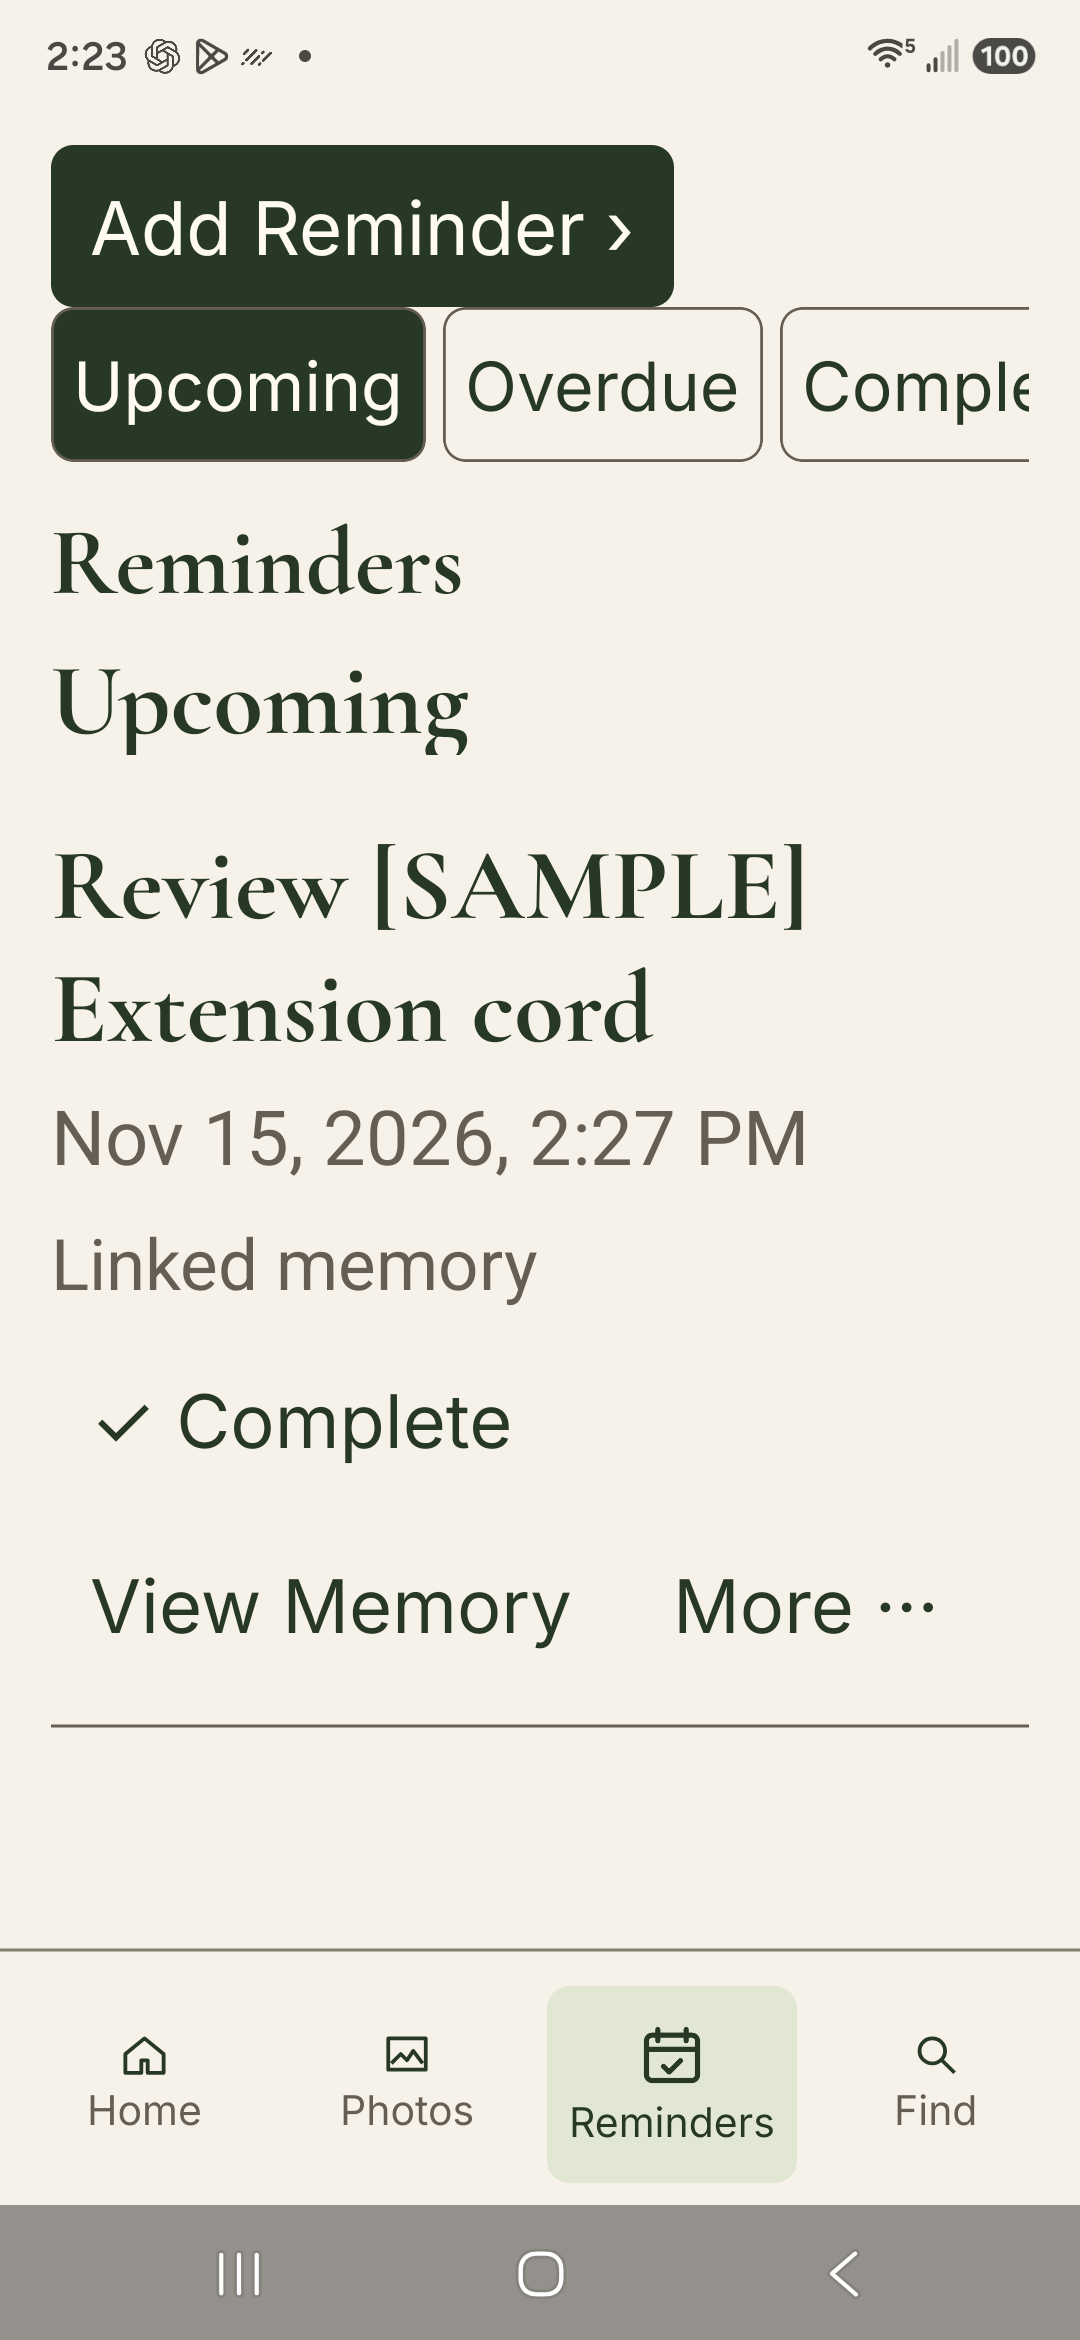 2:23
5
100
Add Reminder ›
Upcoming Overdue Comple
Reminders
Upcoming
Review [SAMPLE]
Extension cord
Nov 15, 2026, 2:27 PM
Linked memory
✓ Complete
View Memory More ···
Home Photos Reminders Find